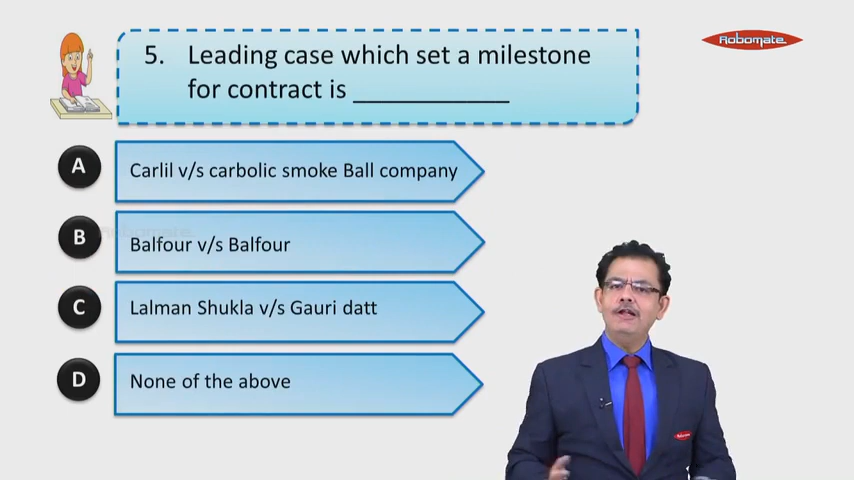 5. Leading case which set a milestone
for contract is ___________
Robomate
A Carlil v/s carbolic smoke Ball company
B Balfour v/s Balfour
Robomate
C Lalman Shukla v/s Gauri datt
D None of the above